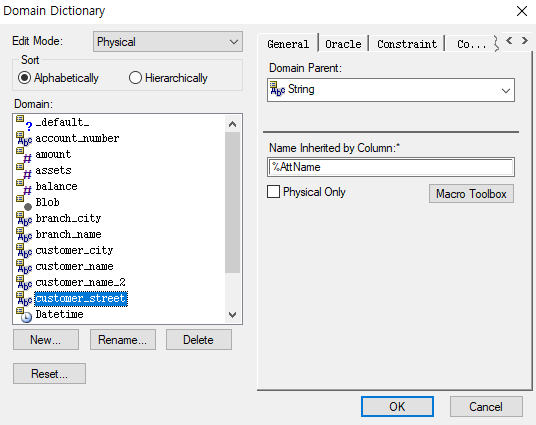 Domain Dictionary
Edit Mode: Physical
Sort
Alphabetically Hierarchically
Domain:
_default_
account_number
amount
assets
balance
Blob
branch_city
branch_name
customer_city
customer_name
customer_name_2
customer_street
Datetime
New... Rename... Delete
Reset...
General Oracle Constraint Co...
Domain Parent:
String
Name Inherited by Column:*
%AttName
Physical Only Macro Toolbox
OK Cancel